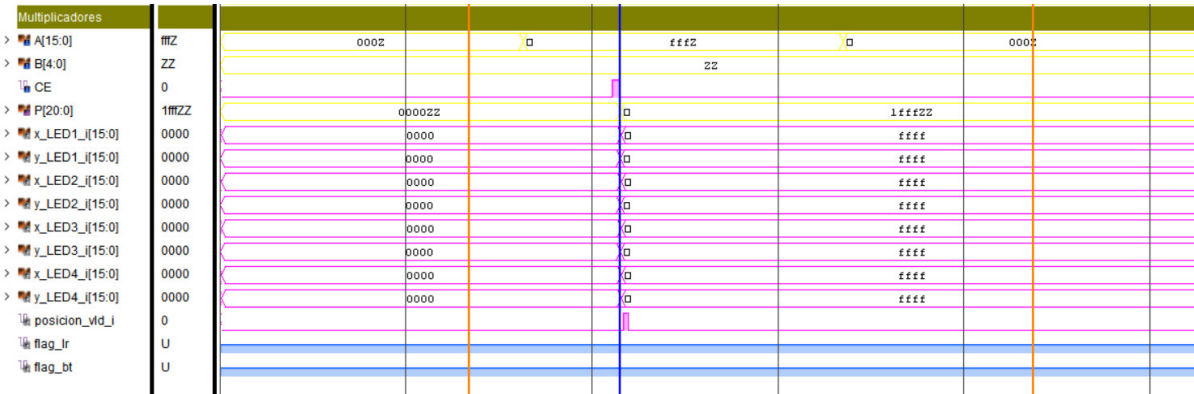 Multiplicadores
A[15:0] fffZ 000Z fffZ 000Z
B[4:0] ZZ ZZ
CE 0
P[20:0] 1fffZZ 0000ZZ 1fffZZ
x_LED1_i[15:0] 0000 0000 ffff
y_LED1_i[15:0] 0000 0000 ffff
x_LED2_i[15:0] 0000 0000 ffff
y_LED2_i[15:0] 0000 0000 ffff
x_LED3_i[15:0] 0000 0000 ffff
y_LED3_i[15:0] 0000 0000 ffff
x_LED4_i[15:0] 0000 0000 ffff
y_LED4_i[15:0] 0000 0000 ffff
posicion_vld_i 0
flag_lr U
flag_bt U